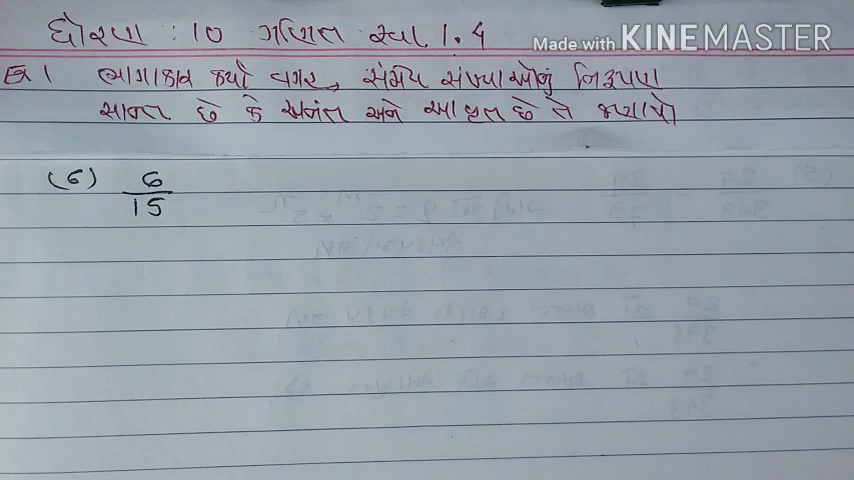 ધોરણ : 10 ગણિત સ્વા. 1.4
Made with KINEMASTER
પ્ર 1 ભાગાકાર કર્યા વગર, સંમેય સંખ્યાઓનું નિરૂપણ
સાન્ત છે કે અનંત અને આવૃત છે તે જણાવો
(6) 6
15